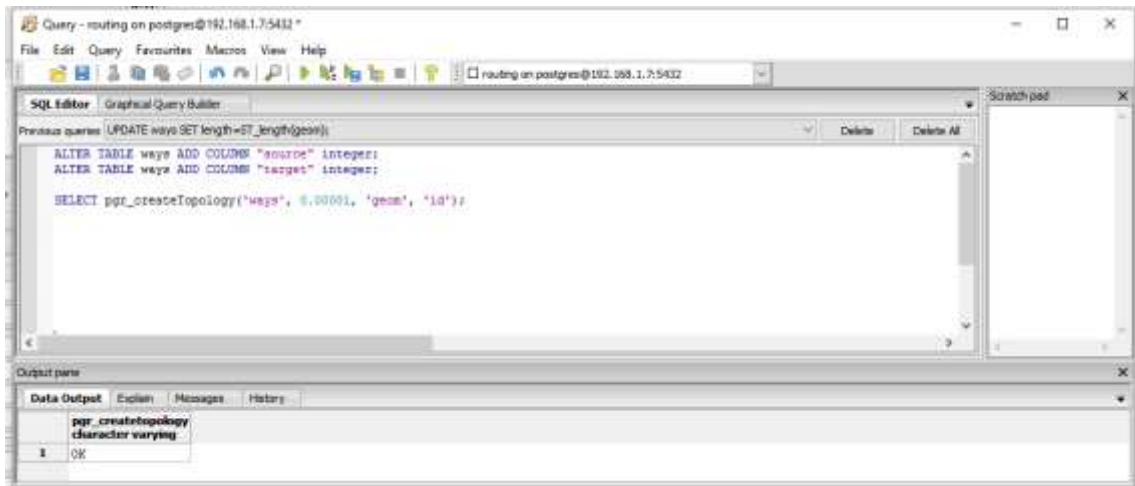 Query - routing on postgres@192.168.1.7:5432 *
File Edit Query Favourites Macros View Help
routing on postgres@192.168.1.7:5432
SQL Editor Graphical Query Builder
Scratch pad
Previous queries UPDATE ways SET length=ST_length(geom); Delete Delete All
ALTER TABLE ways ADD COLUMN "source" integer;
ALTER TABLE ways ADD COLUMN "target" integer;
SELECT pgr_createTopology('ways', 0.00001, 'geom', 'id');
Output pane
Data Output Explain Messages History
pgr_createtopology
character varying
1 OK